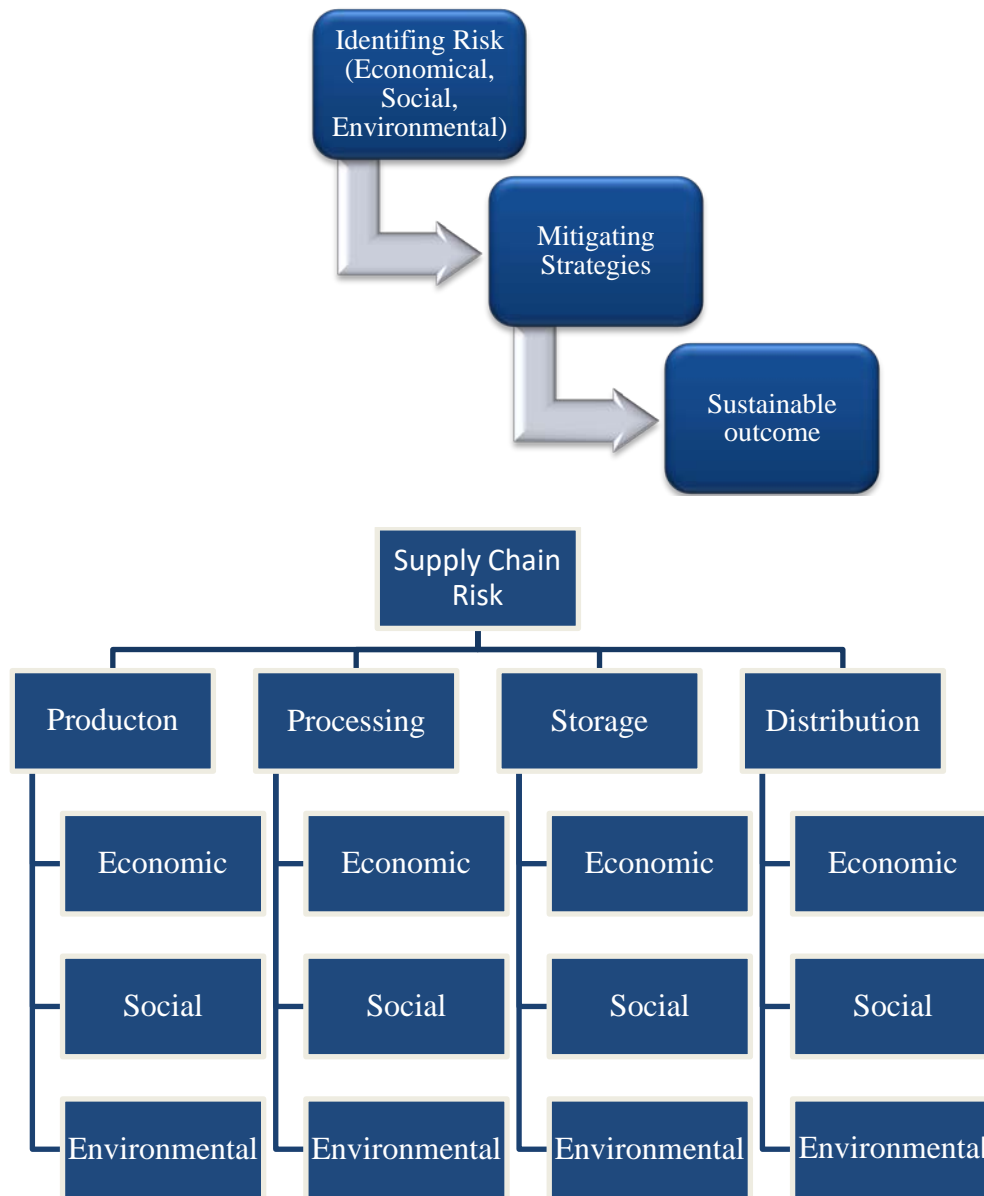 Identifing Risk
(Economical,
Social,
Environmental)
Mitigating
Strategies
Sustainable
outcome
Supply Chain
Risk
Producton
Processing
Storage
Distribution
Economic
Economic
Economic
Economic
Social
Social
Social
Social
Environmental
Environmental
Environmental
Environmental